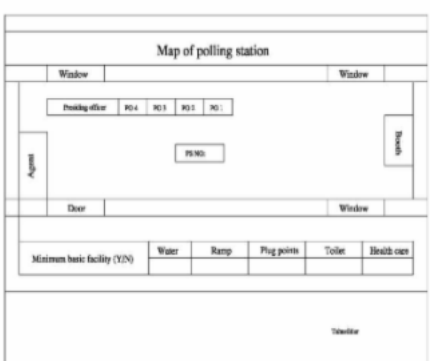 Map of polling station
Window Window
Presiding officer PO 4 PO 3 PO 2 PO 1
Agent
PS NO:
Booth
Door Window
Minimum basic facility (Y/N) Water Ramp Plug points Toilet Health care